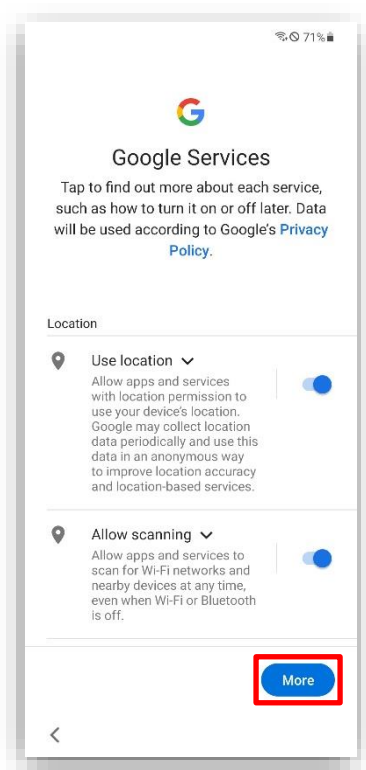 71%
Google Services
Tap to find out more about each service,
such as how to turn it on or off later. Data
will be used according to Google's Privacy
Policy.
Location
Use location
Allow apps and services
with location permission to
use your device's location.
Google may collect location
data periodically and use this
data in an anonymous way
to improve location accuracy
and location-based services.
Allow scanning
Allow apps and services to
scan for Wi-Fi networks and
nearby devices at any time,
even when Wi-Fi or Bluetooth
is off.
More